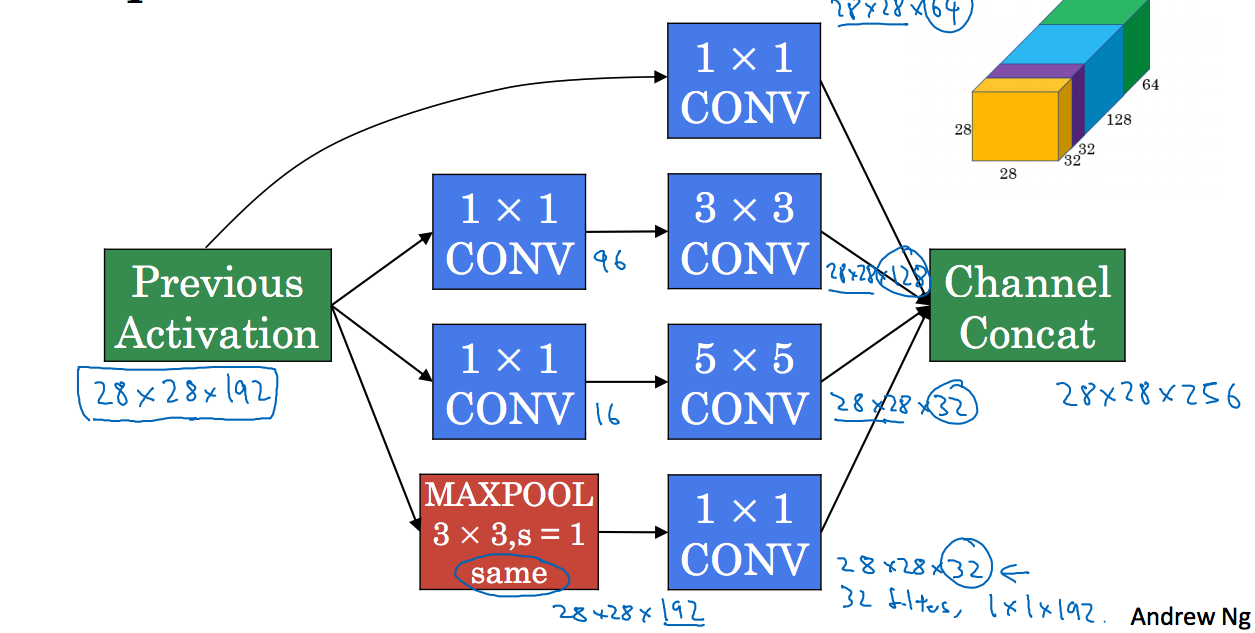 28×28×64
1 × 1
CONV
64
128
32
32
28
28
1 × 1
CONV
96
3 × 3
CONV
28×28×128
Previous
Activation
28×28×192
Channel
Concat
28×28×256
1 × 1
CONV
16
5 × 5
CONV
28×28×32
MAXPOOL
3 × 3,s = 1
same
28×28×192
1 × 1
CONV
28×28×32 ←
32 filters, 1×1×192.
Andrew Ng